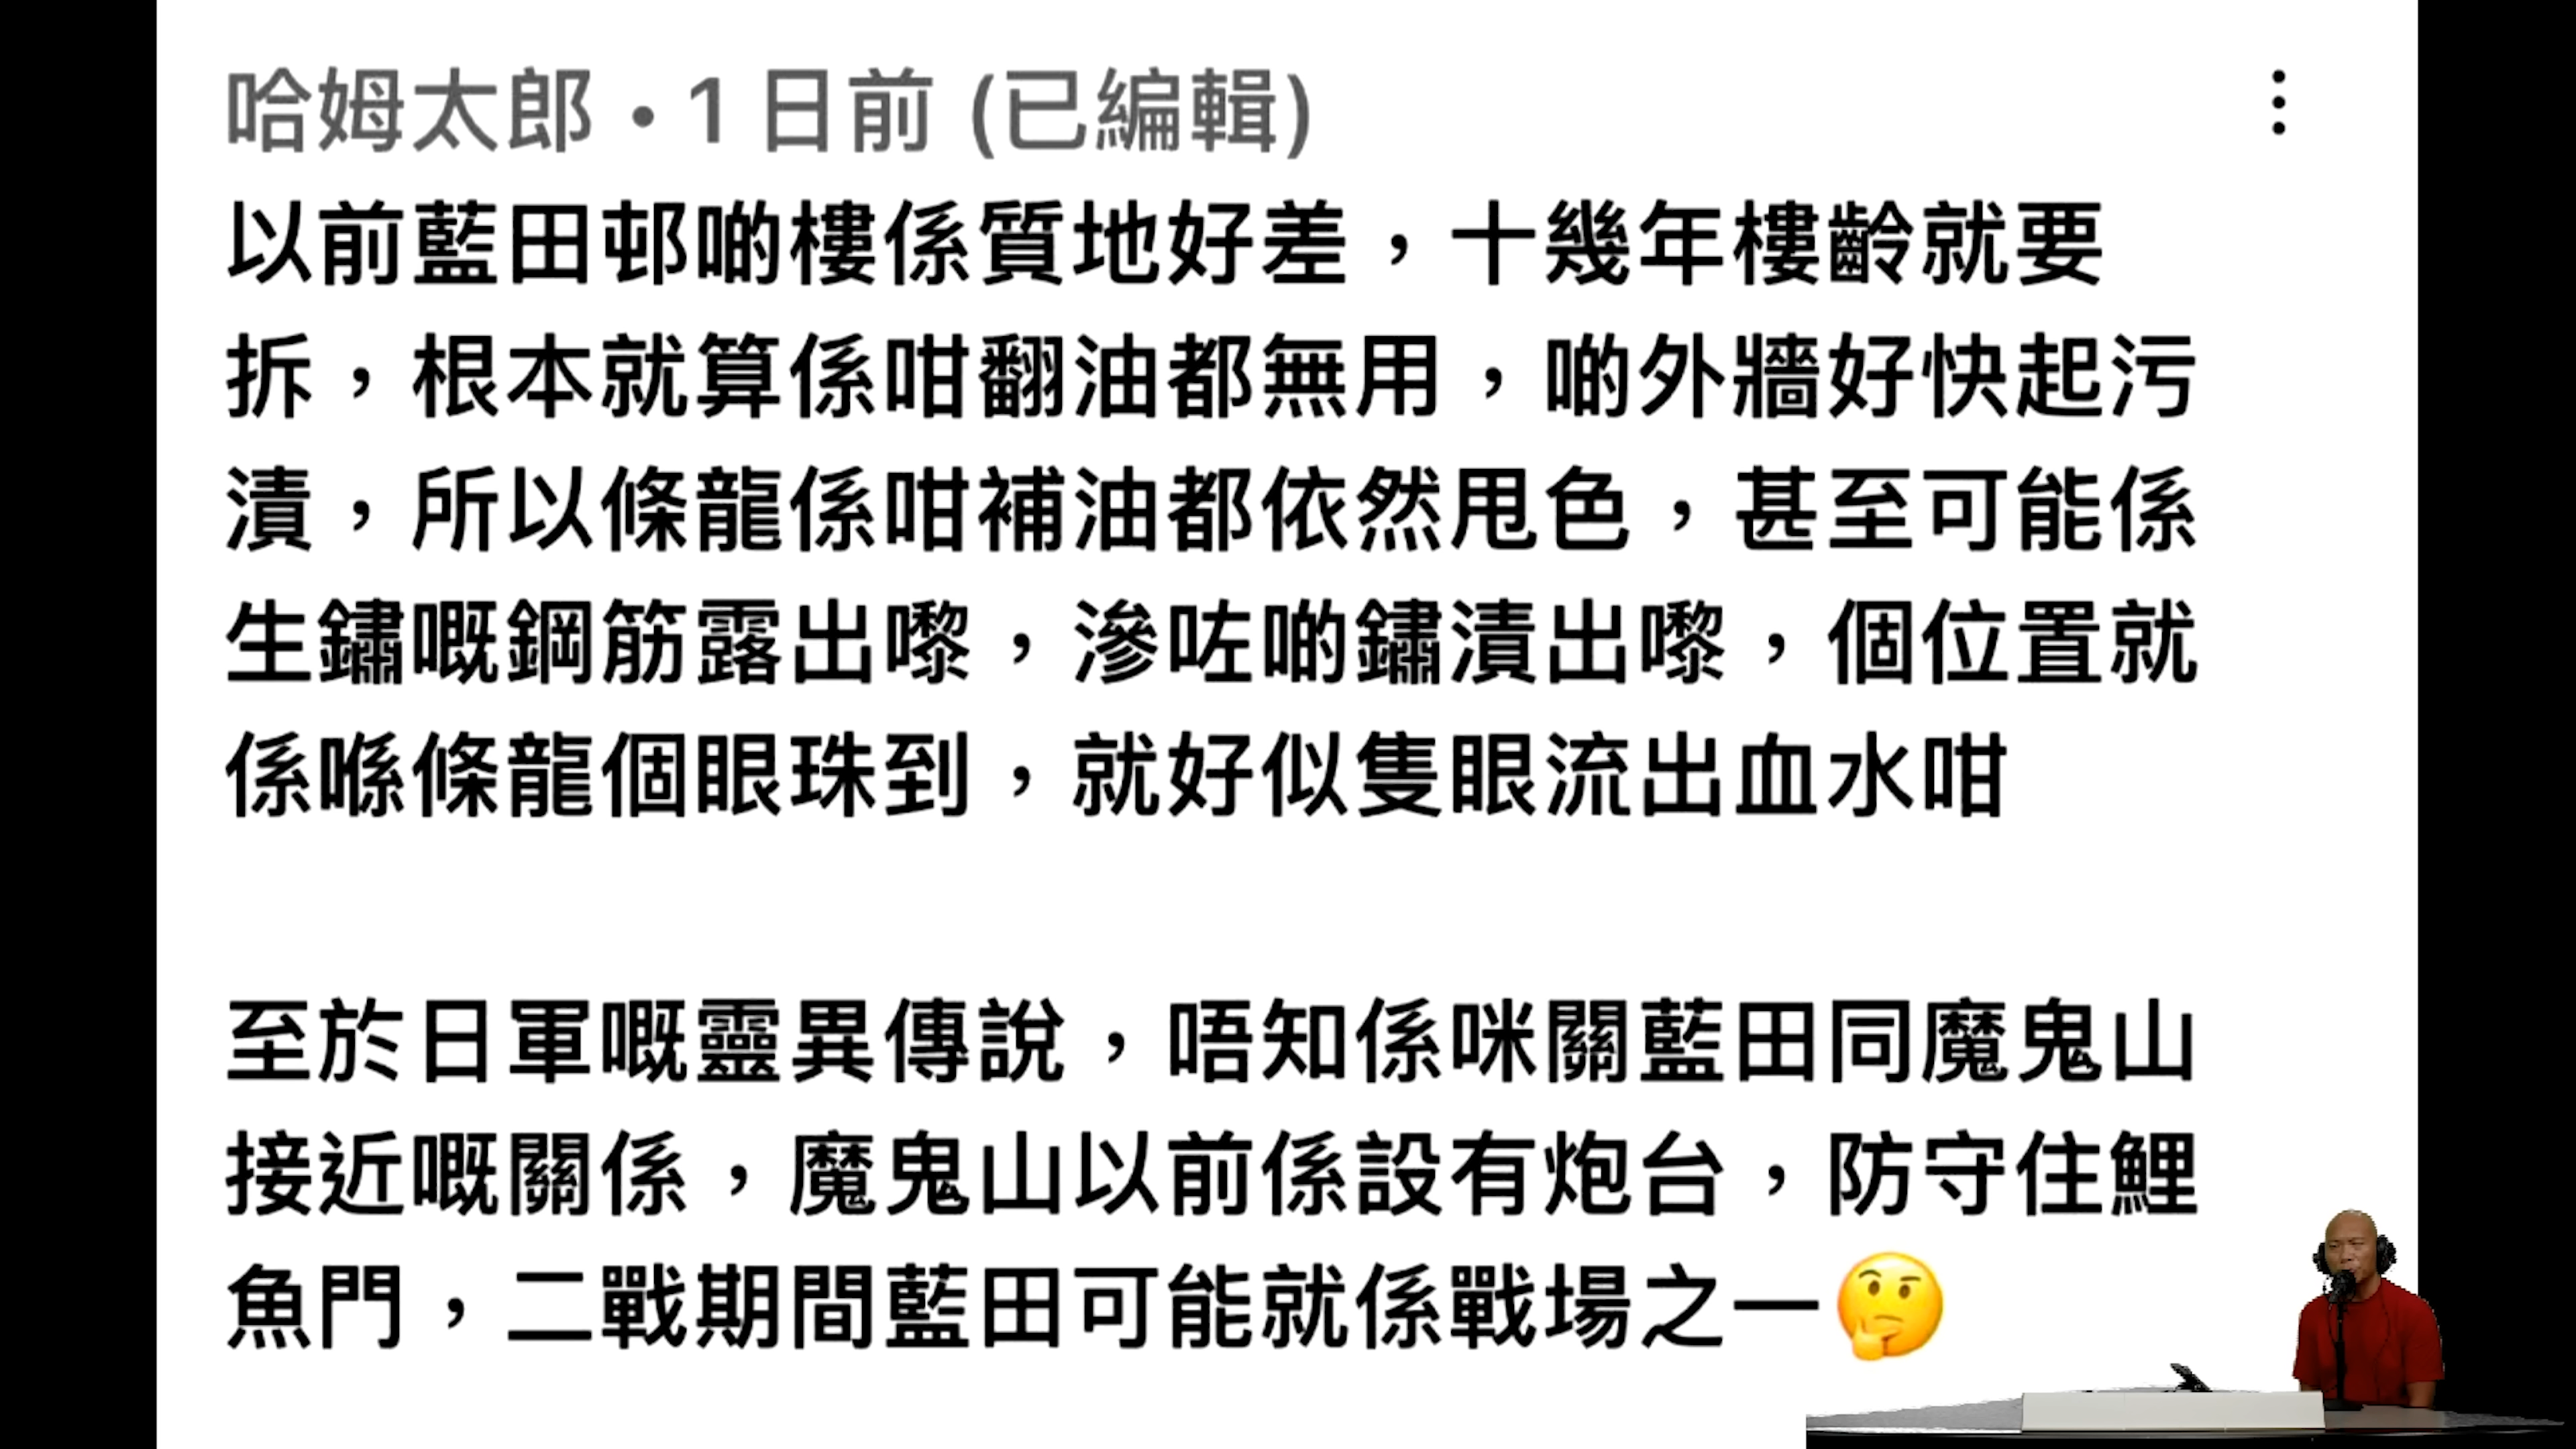 哈姆太郎 • 1 日前 (已編輯)
以前藍田邨啲樓係質地好差，十幾年樓齡就要
拆，根本就算係咁翻油都無用，啲外牆好快起污
漬，所以條龍係咁補油都依然甩色，甚至可能係
生鏽嘅鋼筋露出嚟，滲咗啲鏽漬出嚟，個位置就
係喺條龍個眼珠到，就好似隻眼流出血水咁
至於日軍嘅靈異傳說，唔知係咪關藍田同魔鬼山
接近嘅關係，魔鬼山以前係設有炮台，防守住鯉
魚門，二戰期間藍田可能就係戰場之一🤔